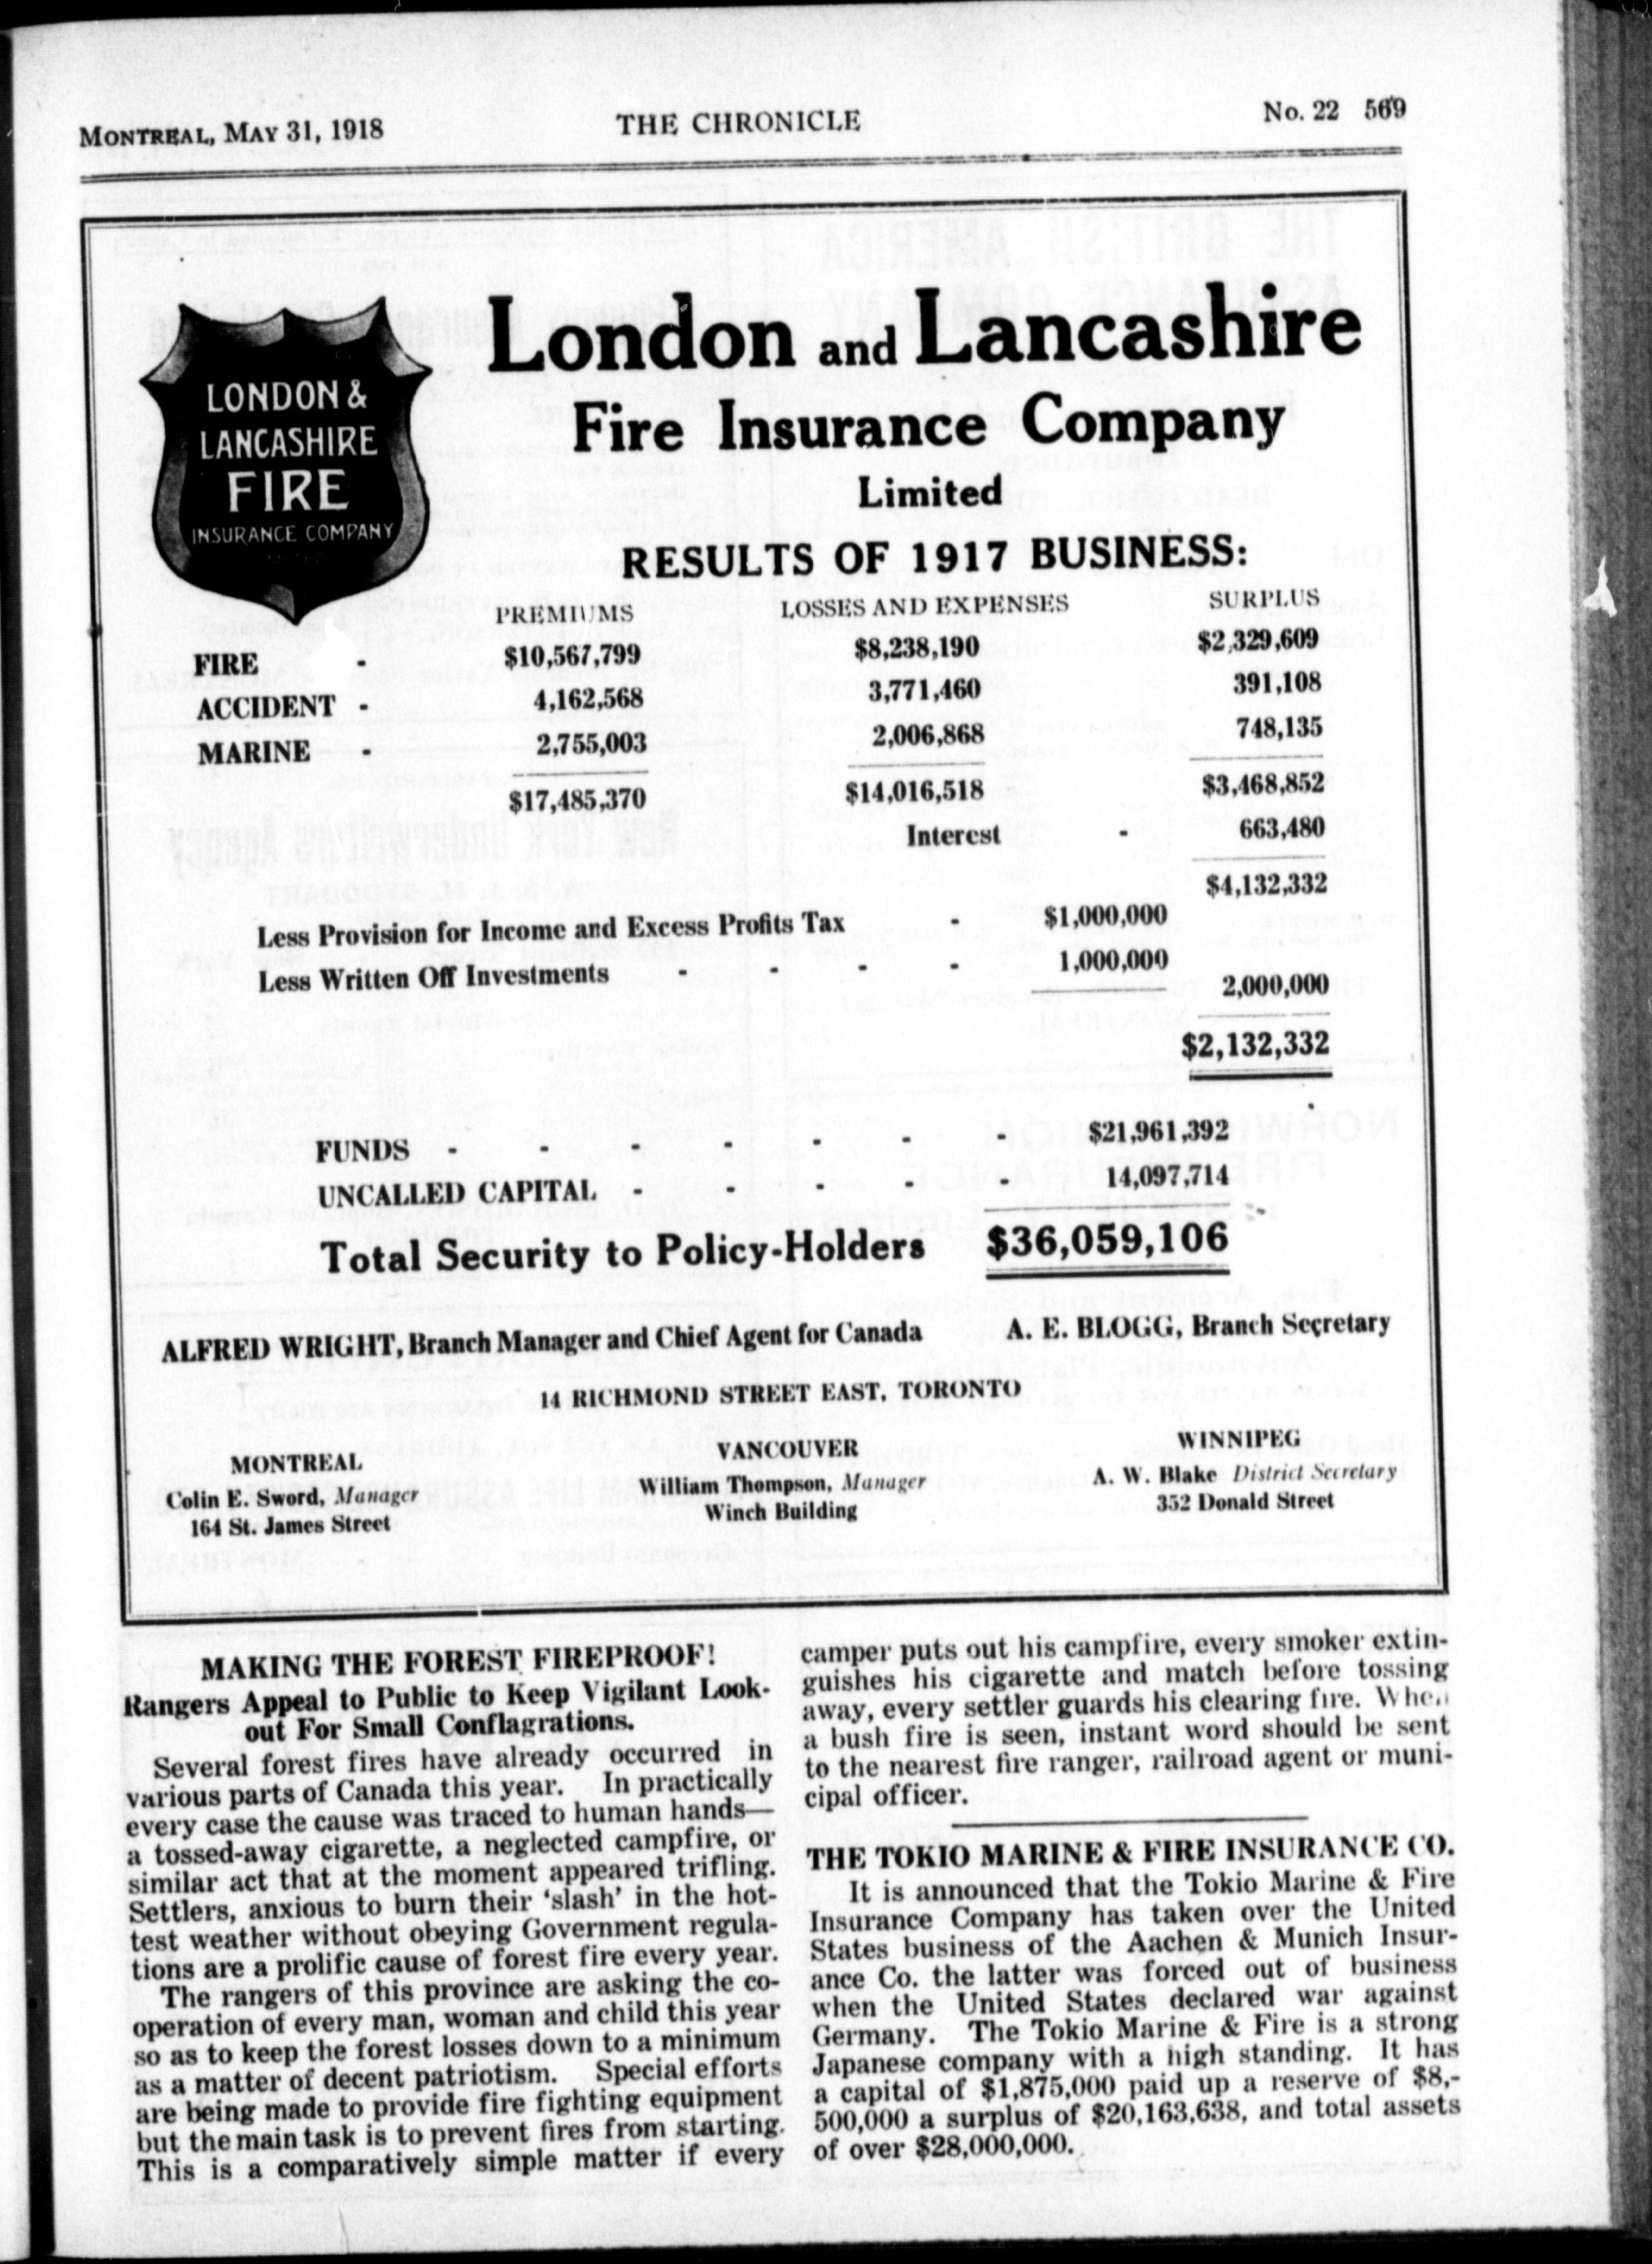 MONTREAL, MAY 31, 1918 THE CHRONICLE No. 22 569
LONDON &
LANCASHIRE
FIRE
INSURANCE COMPANY
London and Lancashire
Fire Insurance Company
Limited
RESULTS OF 1917 BUSINESS:
PREMIUMS LOSSES AND EXPENSES SURPLUS
FIRE - $10,567,799 $8,238,190 $2,329,609
ACCIDENT - 4,162,568 3,771,460 391,108
MARINE - 2,755,003 2,006,868 748,135
$17,485,370 $14,016,518 $3,468,852
Interest - 663,480
$4,132,332
Less Provision for Income and Excess Profits Tax - $1,000,000
Less Written Off Investments - - - - 1,000,000
2,000,000
$2,132,332
FUNDS - - - - - - - $21,961,392
UNCALLED CAPITAL - - - - - 14,097,714
Total Security to Policy-Holders $36,059,106
ALFRED WRIGHT, Branch Manager and Chief Agent for Canada A. E. BLOGG, Branch Secretary
14 RICHMOND STREET EAST, TORONTO
MONTREAL
Colin E. Sword, Manager
164 St. James Street
VANCOUVER
William Thompson, Manager
Winch Building
WINNIPEG
A. W. Blake District Secretary
352 Donald Street
MAKING THE FOREST FIREPROOF!
Rangers Appeal to Public to Keep Vigilant Look-
out For Small Conflagrations.
Several forest fires have already occurred in
various parts of Canada this year. In practically
every case the cause was traced to human hands—
a tossed-away cigarette, a neglected campfire, or
similar act that at the moment appeared trifling.
Settlers, anxious to burn their ‘slash’ in the hot-
test weather without obeying Government regula-
tions are a prolific cause of forest fire every year.
The rangers of this province are asking the co-
operation of every man, woman and child this year
so as to keep the forest losses down to a minimum
as a matter of decent patriotism. Special efforts
are being made to provide fire fighting equipment
but the main task is to prevent fires from starting.
This is a comparatively simple matter if every
camper puts out his campfire, every smoker extin-
guishes his cigarette and match before tossing
away, every settler guards his clearing fire. When
a bush fire is seen, instant word should be sent
to the nearest fire ranger, railroad agent or muni-
cipal officer.
THE TOKIO MARINE & FIRE INSURANCE CO.
It is announced that the Tokio Marine & Fire
Insurance Company has taken over the United
States business of the Aachen & Munich Insur-
ance Co. the latter was forced out of business
when the United States declared war against
Germany. The Tokio Marine & Fire is a strong
Japanese company with a high standing. It has
a capital of $1,875,000 paid up a reserve of $8,-
500,000 a surplus of $20,163,638, and total assets
of over $28,000,000.